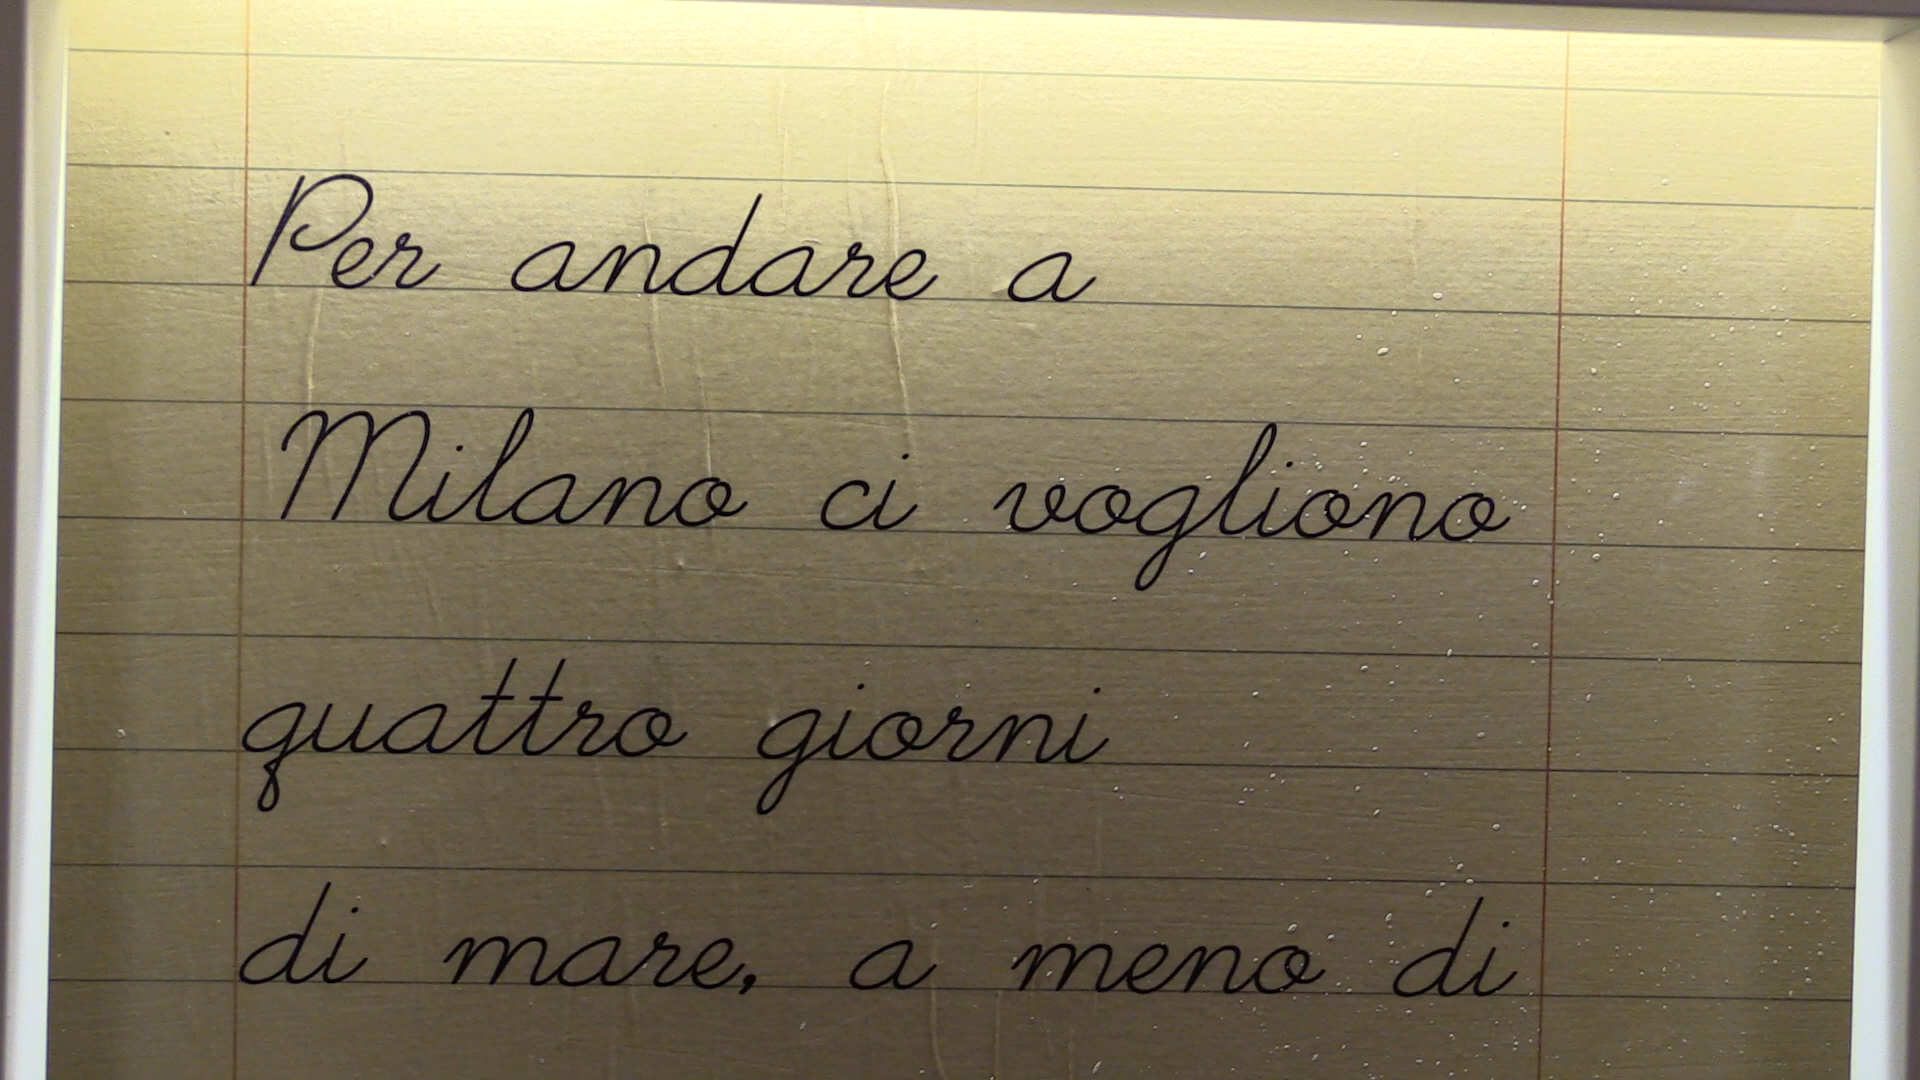 Per andare a
Milano ci vogliono
quattro giorni
di mare, a meno di